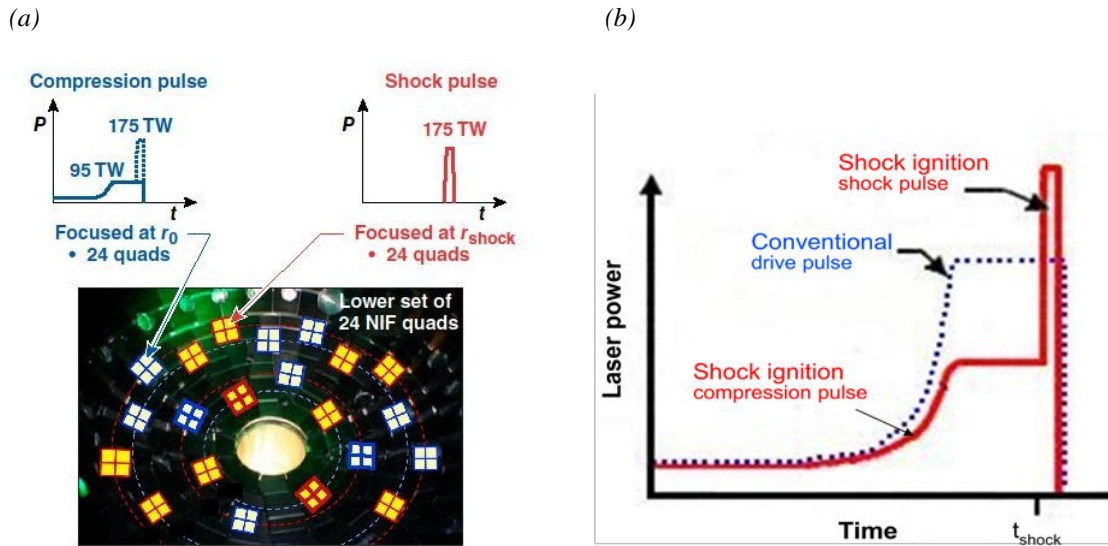 (a)
Compression pulse
P
175 TW
95 TW
t
Focused at r0
• 24 quads
Shock pulse
P
175 TW
t
Focused at rshock
• 24 quads
Lower set of
24 NIF quads
(b)
Laser power
Shock ignition
shock pulse
Conventional
drive pulse
Shock ignition
compression pulse
Time
tshock